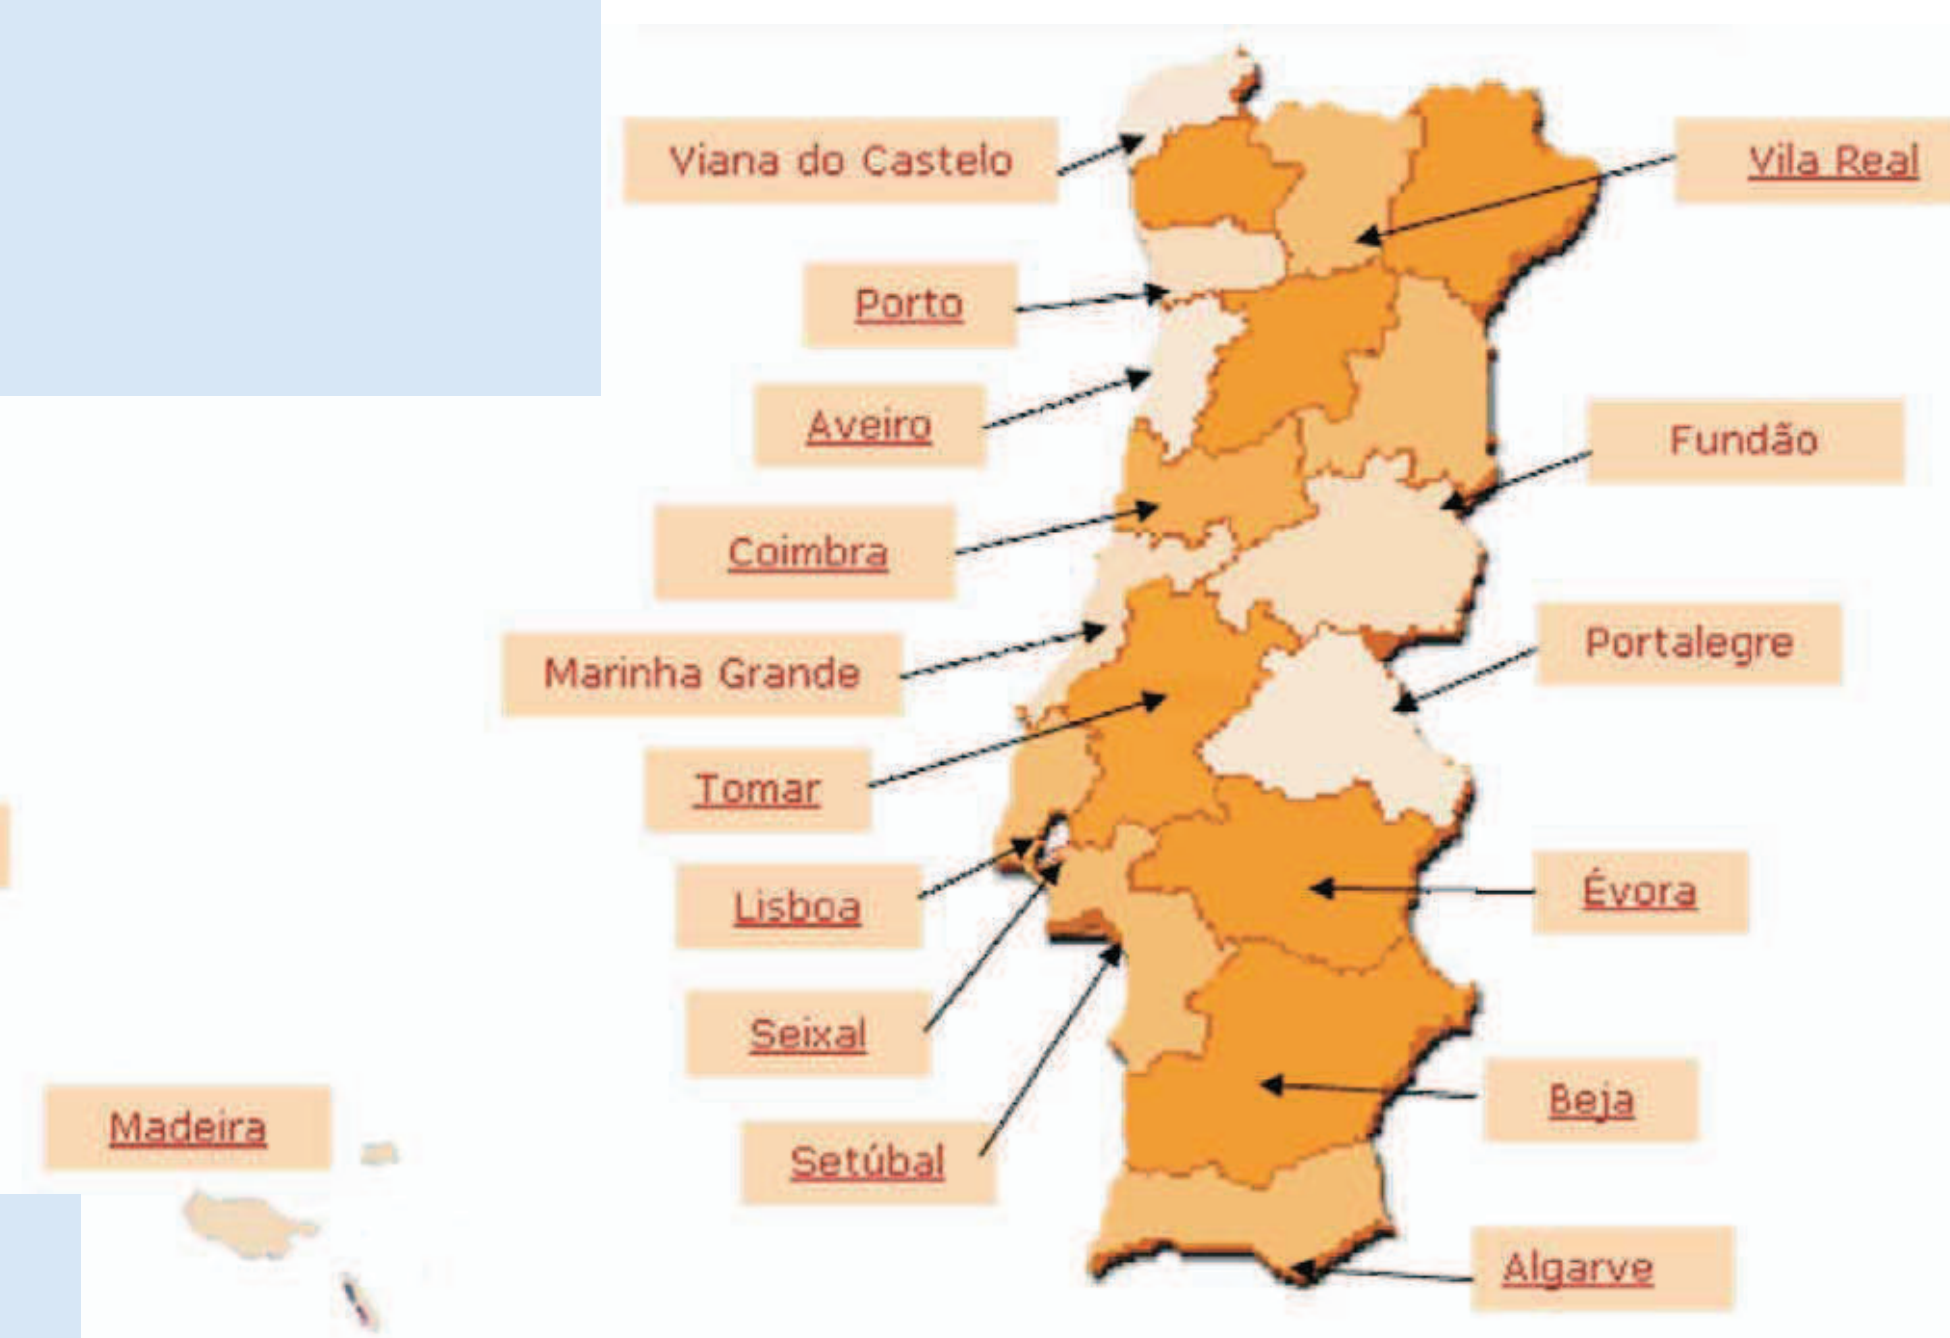 Viana do Castelo
Vila Real
Porto
Aveiro
Fundão
Coimbra
Portalegre
Marinha Grande
Tomar
Évora
Lisboa
Seixal
Beja
Madeira
Setúbal
Algarve